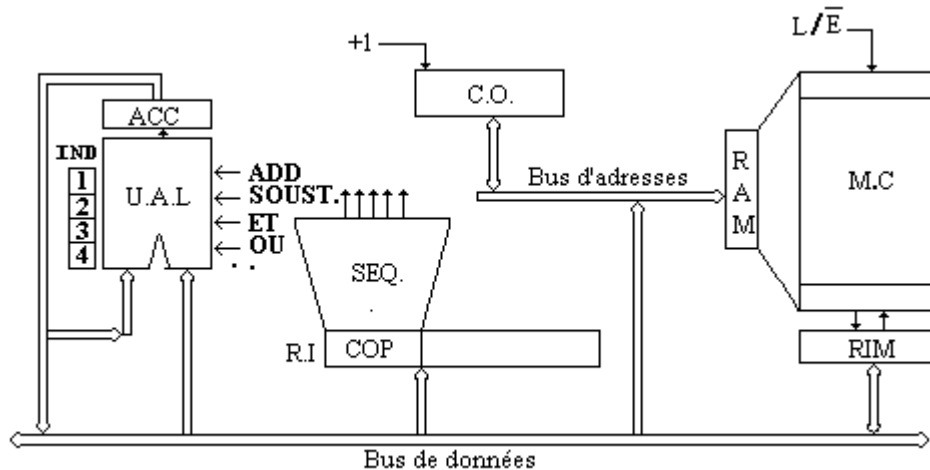 L/E̅
+1
C.O.
ACC
IND
1
2
3
4
U.A.L
ADD
SOUST.
ET
OU
. .
Bus d'adresses
RAM
M.C
SEQ.
.
R.I
COP
RIM
Bus de données